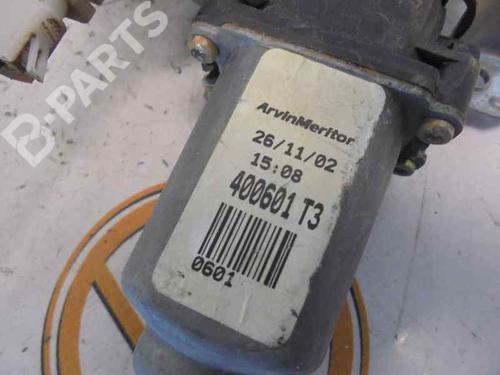 B-PARTS
ArvinMeritor
26/11/02
15:08
400601 T3
0601